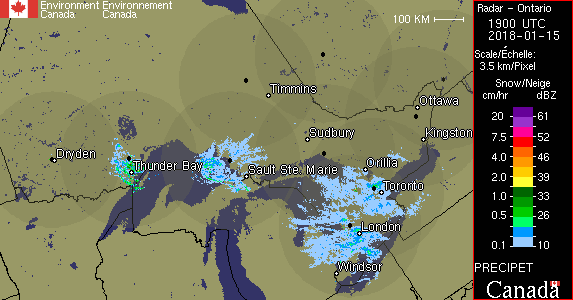 Environment Environnement
Canada Canada
100 KM
Timmins
Ottawa
Sudbury
Kingston
Dryden
Thunder Bay
Sault Ste. Marie
Orillia
Toronto
London
Windsor
Radar - Ontario
1900 UTC
2018-01-15
Scale/Échelle:
3.5 km/Pixel
Snow/Neige
cm/hr dBZ
20 61
7.5 52
4.0 46
2.0 39
1.0 33
0.5 26
0.1 10
PRECIPET
Canada